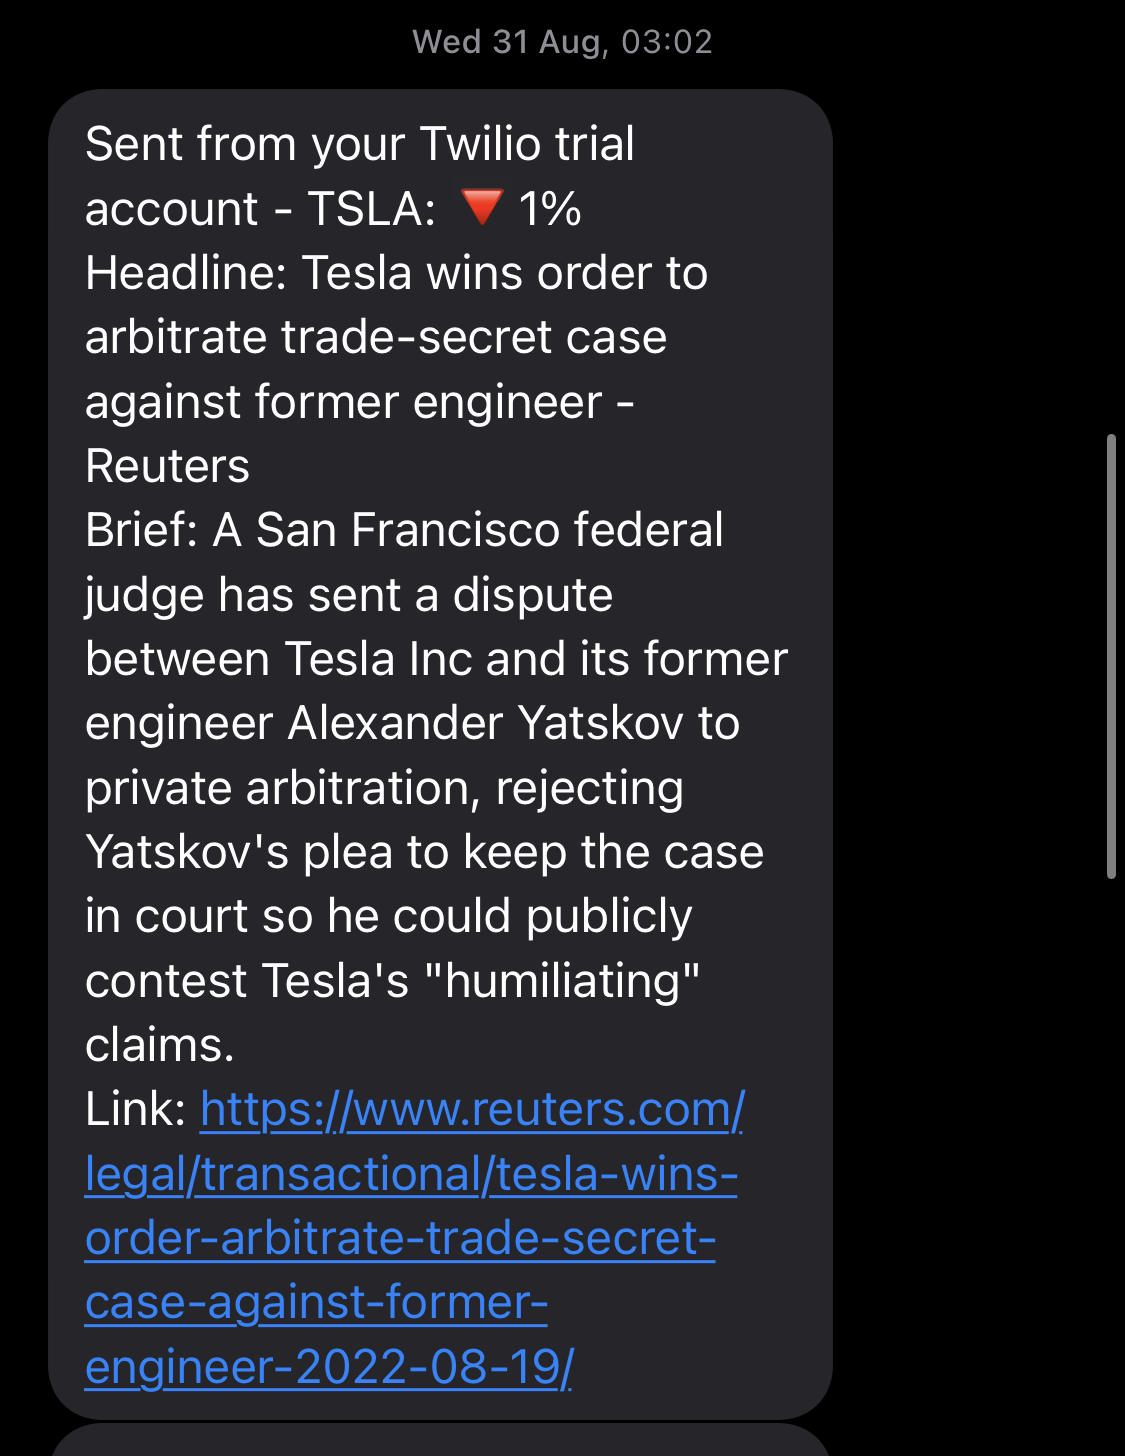 Wed 31 Aug, 03:02
Sent from your Twilio trial
account - TSLA: 🔻1%
Headline: Tesla wins order to
arbitrate trade-secret case
against former engineer -
Reuters
Brief: A San Francisco federal
judge has sent a dispute
between Tesla Inc and its former
engineer Alexander Yatskov to
private arbitration, rejecting
Yatskov's plea to keep the case
in court so he could publicly
contest Tesla's "humiliating"
claims.
Link: https://www.reuters.com/
legal/transactional/tesla-wins-
order-arbitrate-trade-secret-
case-against-former-
engineer-2022-08-19/